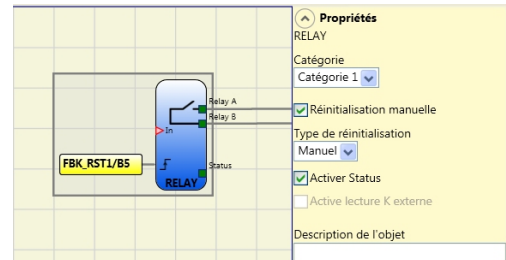 Relay A
Relay B
In
FBK_RST1/B5
Status
RELAY
Propriétés
RELAY
Catégorie
Catégorie 1
Réinitialisation manuelle
Type de réinitialisation
Manuel
Activer Status
Active lecture K externe
Description de l'objet